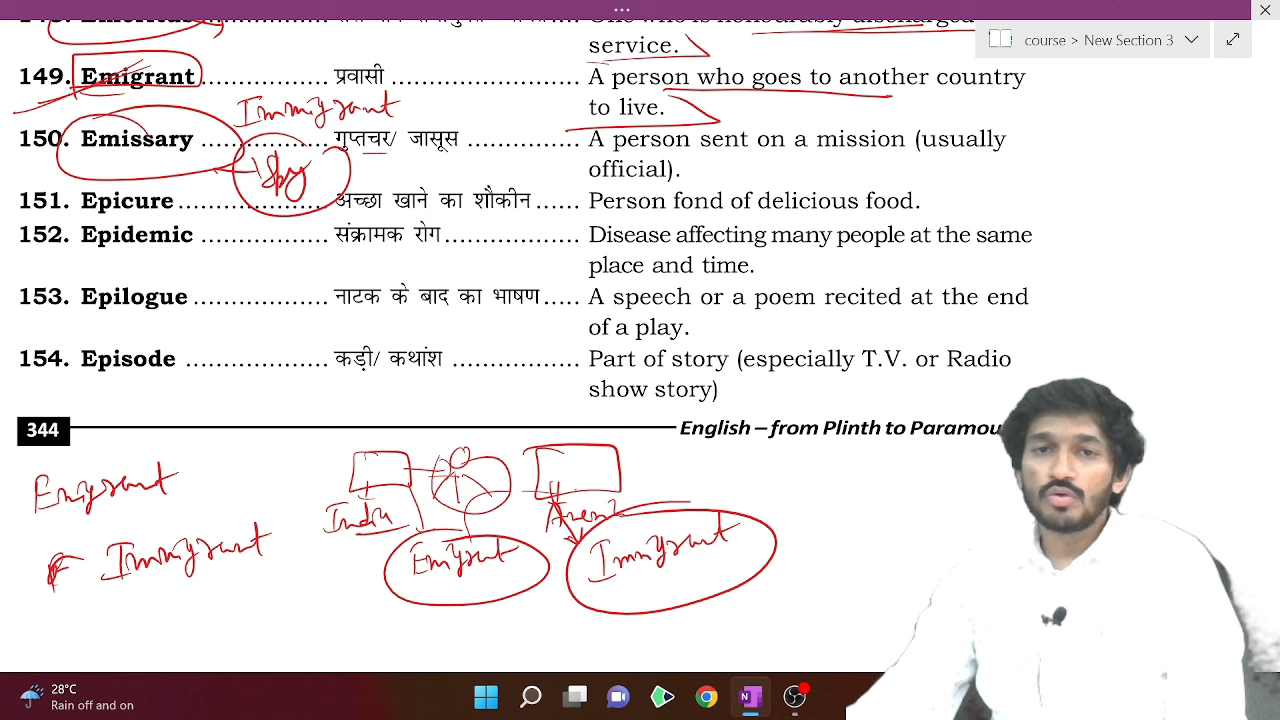 course > New Section 3
service.
149. Emigrant ................ प्रवासी ........................ A person who goes to another country
to live.
Immigrant
150. Emissary .................. गुप्तचर/ जासूस .............. A person sent on a mission (usually
official).
Spy
151. Epicure ...................... अच्छा खाने का शौकीन ...... Person fond of delicious food.
152. Epidemic .................. संक्रामक रोग ................... Disease affecting many people at the same
place and time.
153. Epilogue ................... नाटक के बाद का भाषण ..... A speech or a poem recited at the end
of a play.
154. Episode .................... कड़ी/ कथांश .................. Part of story (especially T.V. or Radio
show story)
344 English – from Plinth to Paramou
Emigrant
India
Emigrant
Immigrant
Immigrant
28°C
Rain off and on